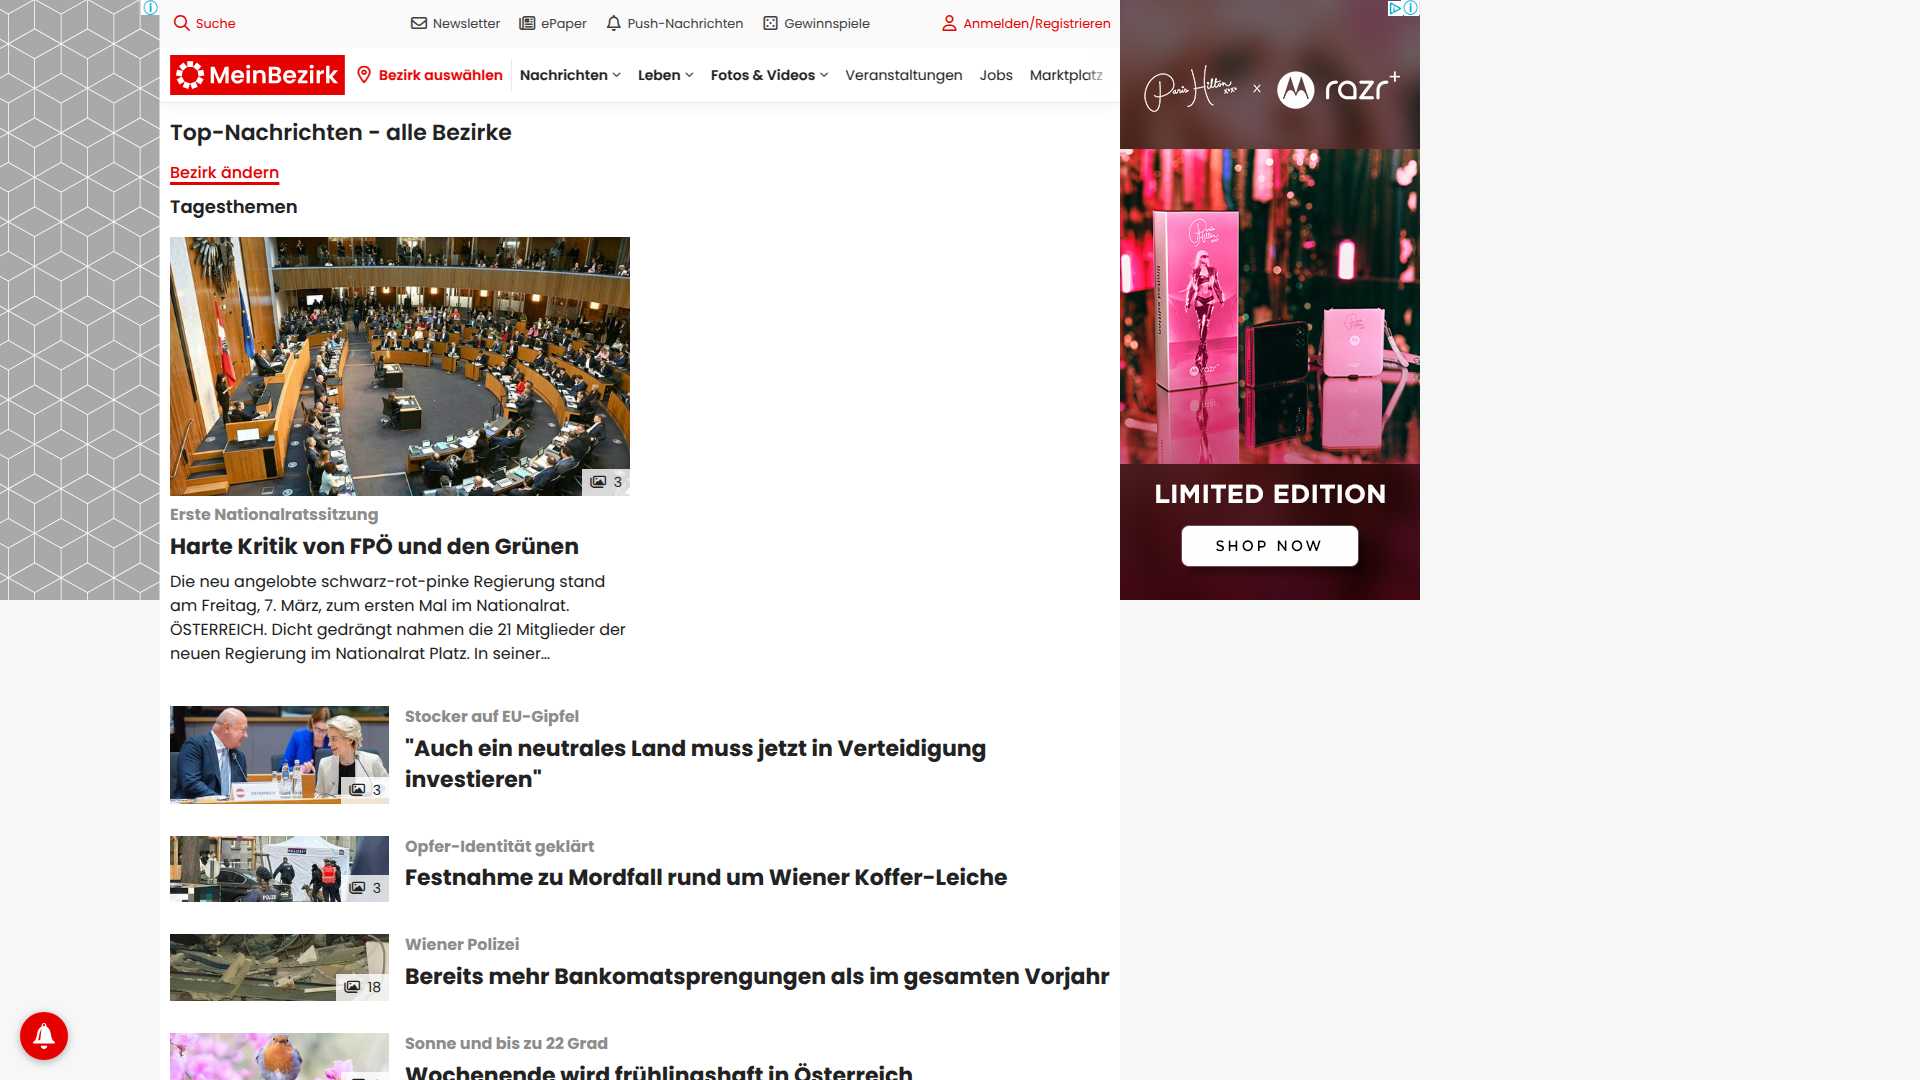 Suche
Newsletter
ePaper
Push-Nachrichten
Gewinnspiele
Anmelden/Registrieren
MeinBezirk
Bezirk auswählen
Nachrichten
Leben
Fotos & Videos
Veranstaltungen
Jobs
Marktplatz
Top-Nachrichten - alle Bezirke
Bezirk ändern
Tagesthemen
3
Erste Nationalratssitzung
Harte Kritik von FPÖ und den Grünen
Die neu angelobte schwarz-rot-pinke Regierung stand
am Freitag, 7. März, zum ersten Mal im Nationalrat.
ÖSTERREICH. Dicht gedrängt nahmen die 21 Mitglieder der
neuen Regierung im Nationalrat Platz. In seiner...
3
Stocker auf EU-Gipfel
"Auch ein neutrales Land muss jetzt in Verteidigung
investieren"
3
Opfer-Identität geklärt
Festnahme zu Mordfall rund um Wiener Koffer-Leiche
18
Wiener Polizei
Bereits mehr Bankomatsprengungen als im gesamten Vorjahr
Sonne und bis zu 22 Grad
Wochenende wird frühlingshaft in Österreich
Paris Hilton x razr+
LIMITED EDITION
SHOP NOW